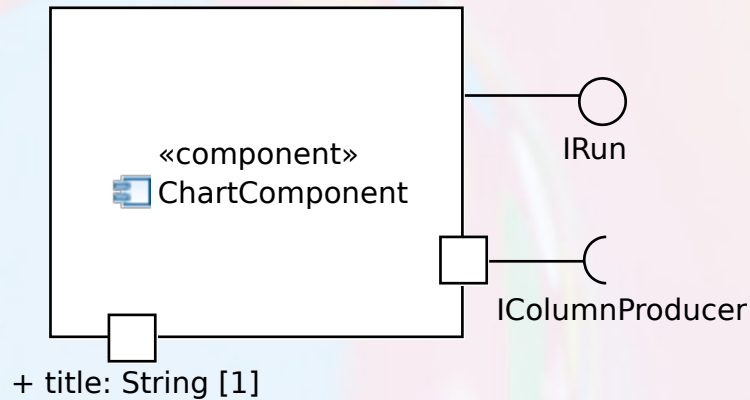 «component»
ChartComponent
IRun
IColumnProducer
+ title: String [1]